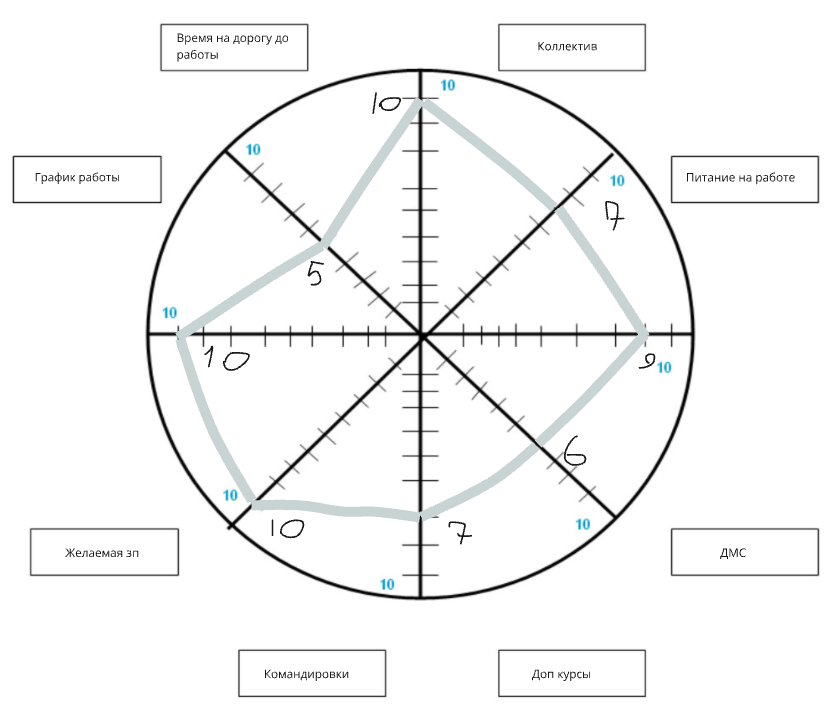 Время на дорогу до
работы
Коллектив
10
10
10
График работы
Питание на работе
10
7
5
10
10
9
10
6
10
10
10
7
Желаемая зп
ДМС
10
10
Командировки
Доп курсы